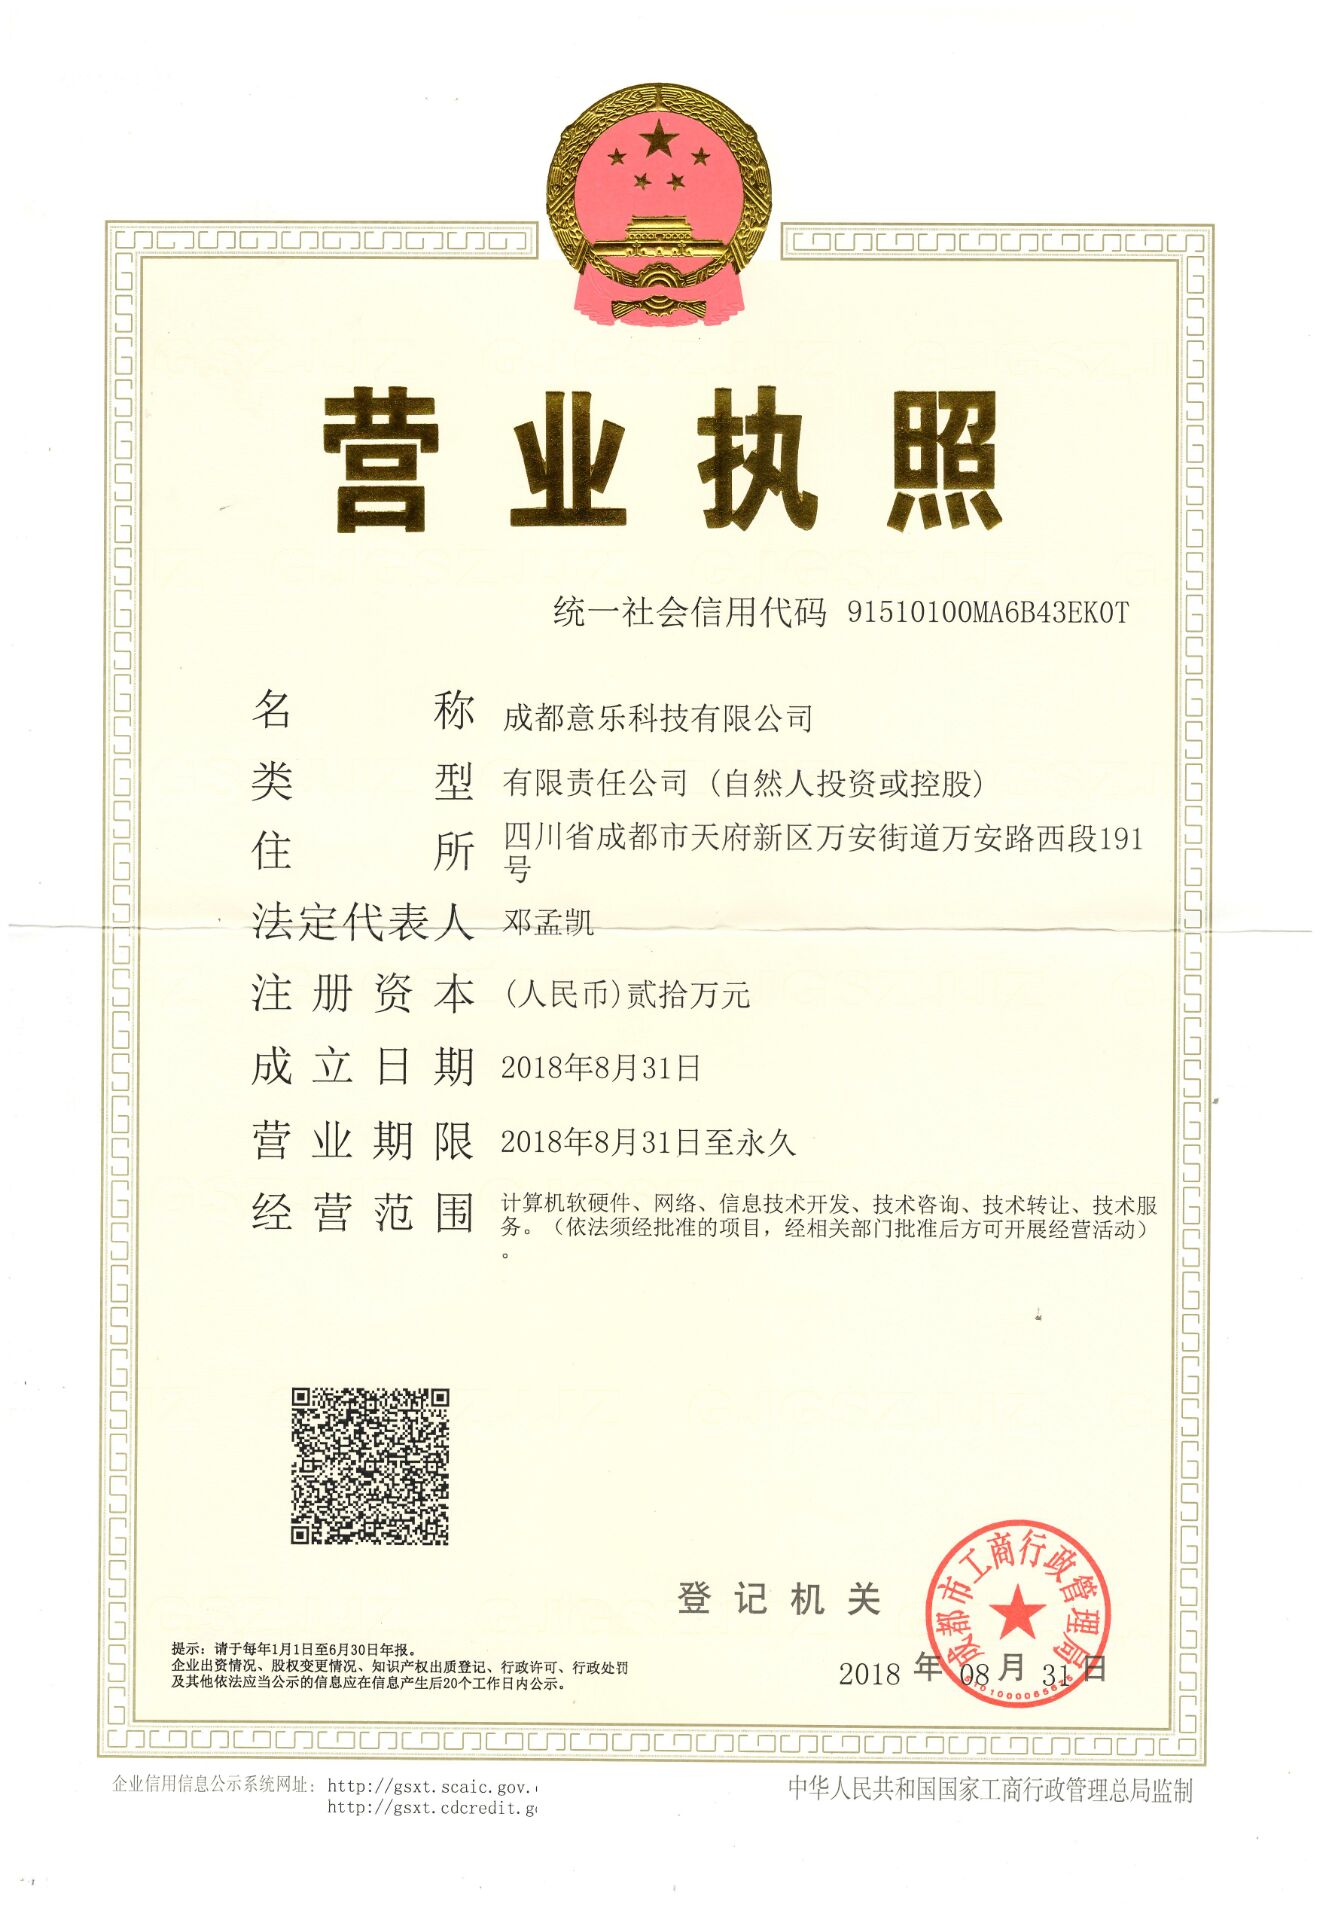 营业执照
统一社会信用代码 91510100MA6B43EK0T
名称 成都意乐科技有限公司
类型 有限责任公司(自然人投资或控股)
住所 四川省成都市天府新区万安街道万安路西段191
号
法定代表人 邓孟凯
注册资本 (人民币)贰拾万元
成立日期 2018年8月31日
营业期限 2018年8月31日至永久
经营范围 计算机软硬件、网络、信息技术开发、技术咨询、技术转让、技术服
务。（依法须经批准的项目，经相关部门批准后方可开展经营活动）
。
登记机关
成都市工商行政管理局
2018年08月31日
提示：请于每年1月1日至6月30日年报。
企业出资情况、股权变更情况、知识产权出质登记、行政许可、行政处罚
及其他依法应当公示的信息应在信息产生后20个工作日内公示。
企业信用信息公示系统网址： http://gsxt.scaic.gov.
http://gsxt.cdcredit.g
中华人民共和国国家工商行政管理总局监制